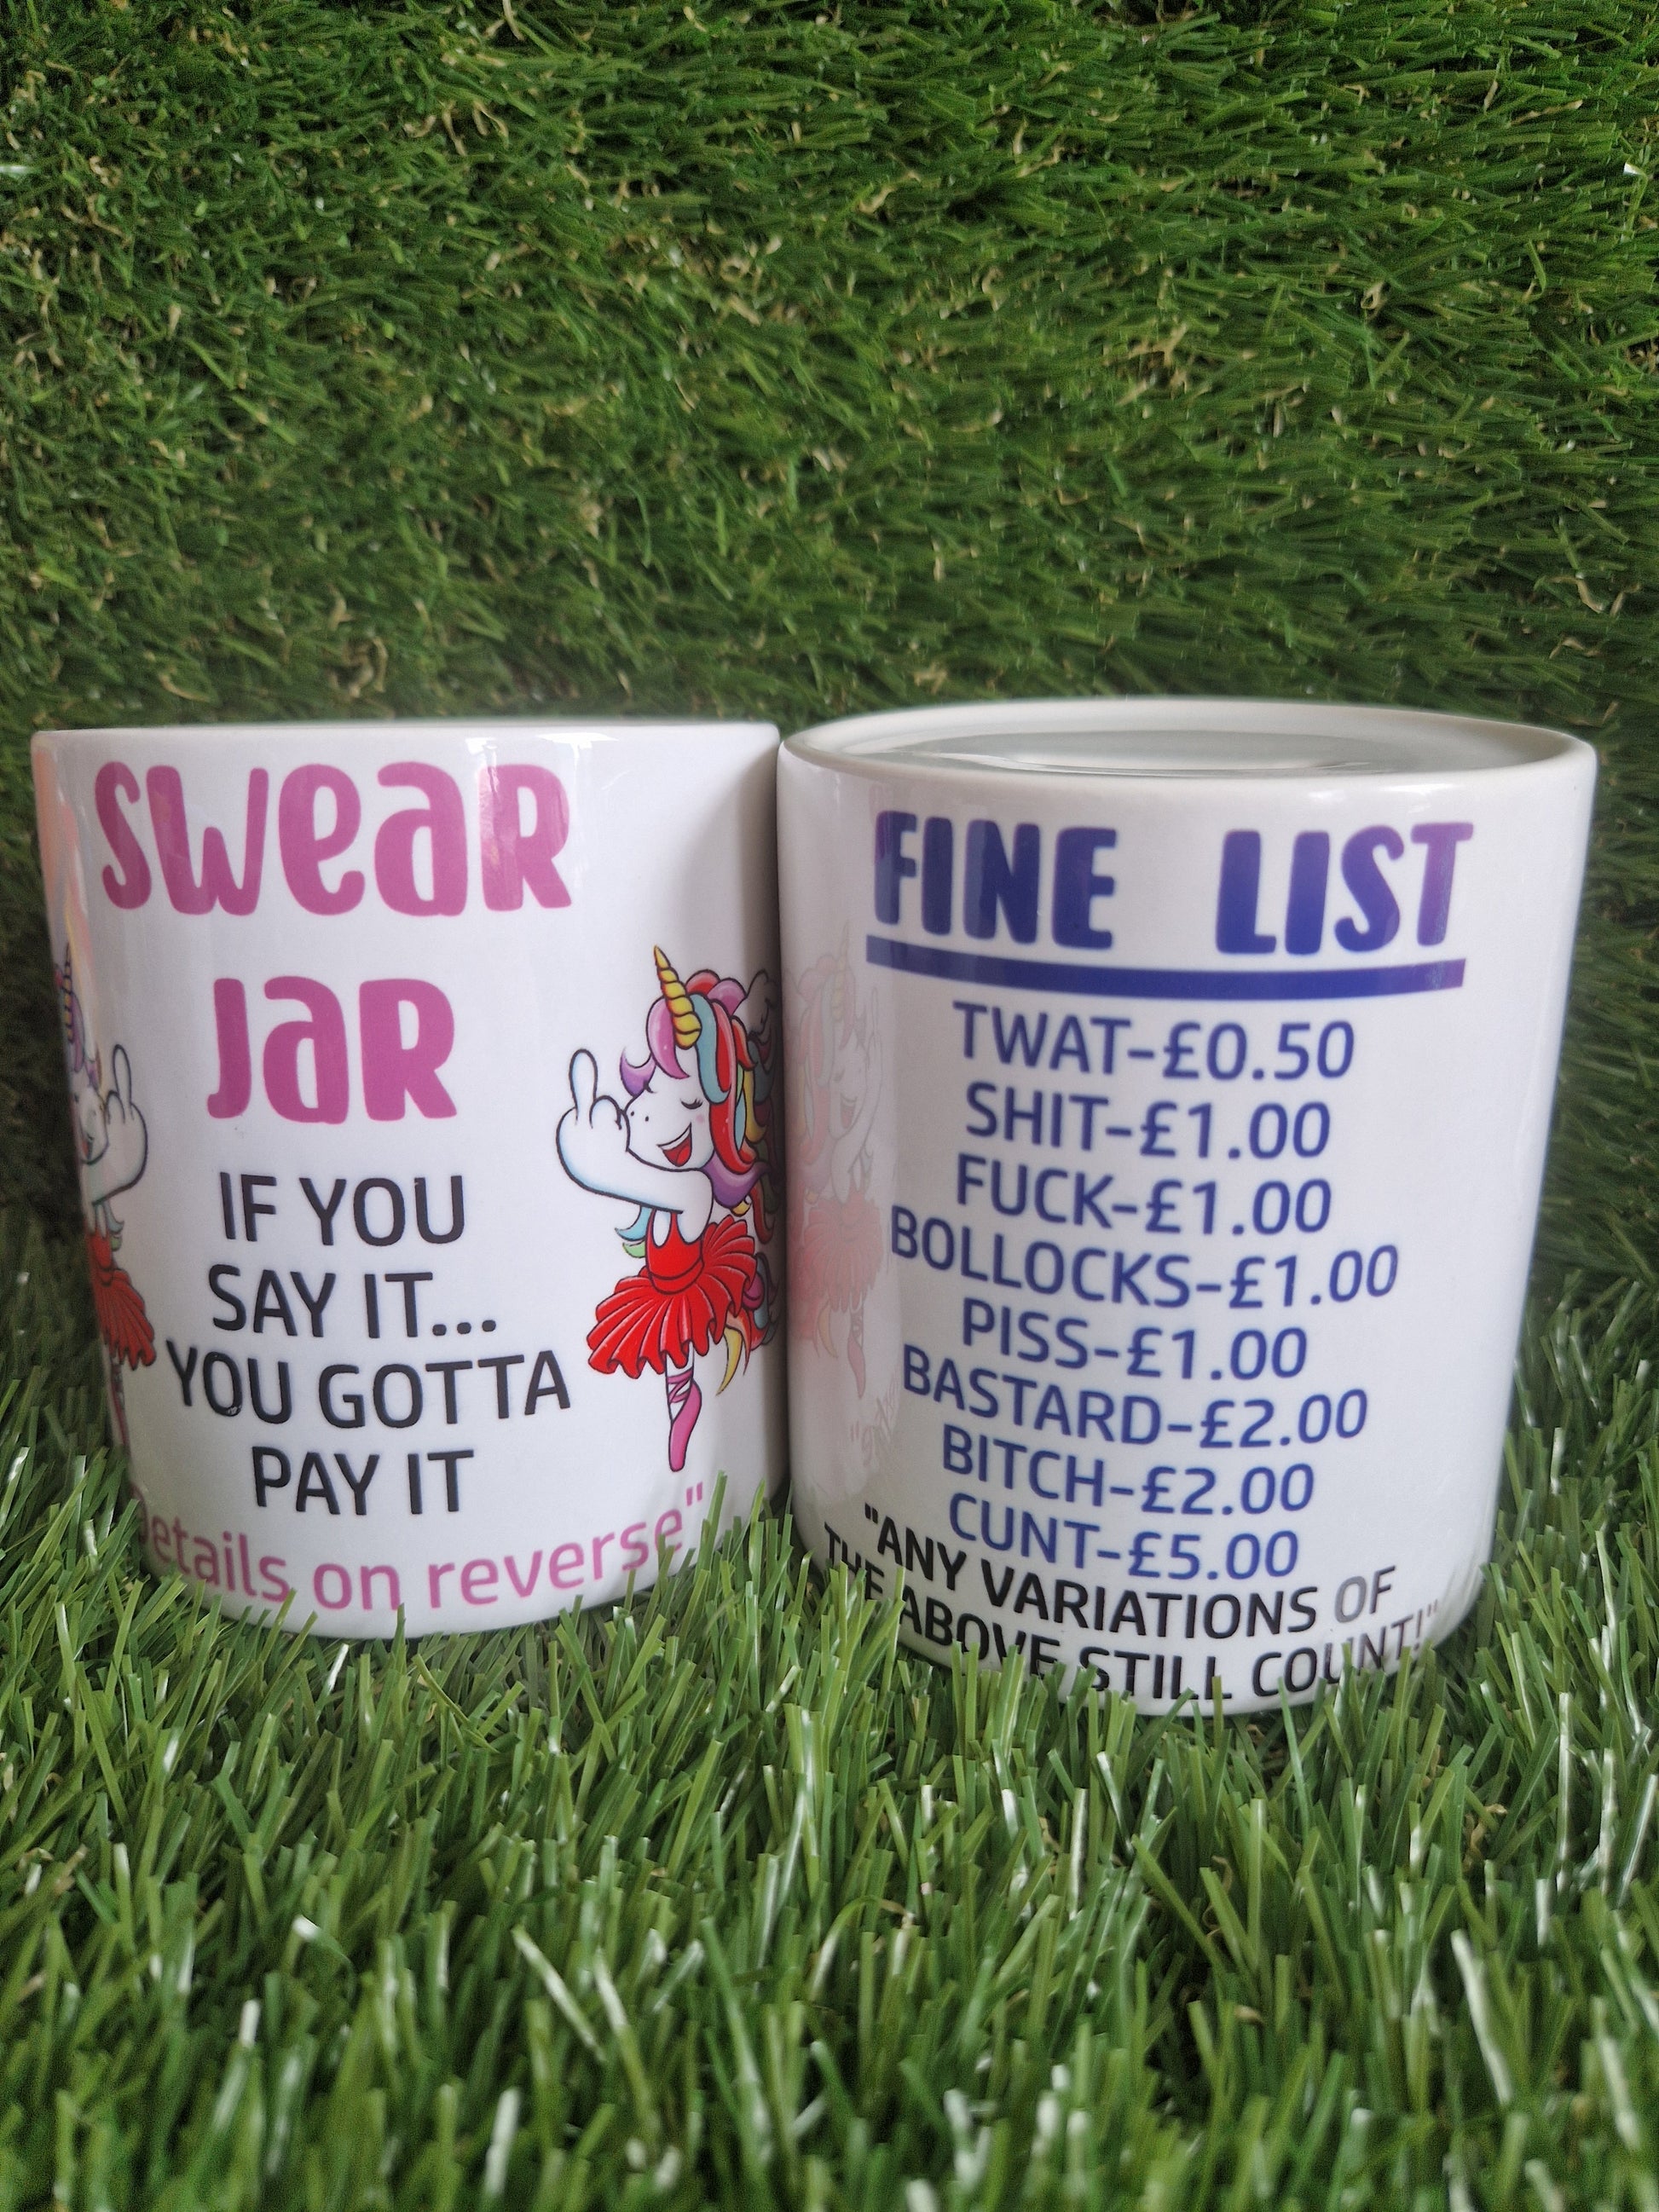 SWEAR
JAR
IF YOU
SAY IT...
YOU GOTTA
PAY IT
Details on reverse"
FINE LIST
TWAT-£0.50
SHIT-£1.00
FUCK-£1.00
BOLLOCKS-£1.00
PISS-£1.00
BASTARD-£2.00
BITCH-£2.00
CUNT-£5.00
"ANY VARIATIONS OF
THE ABOVE STILL COUNT!"